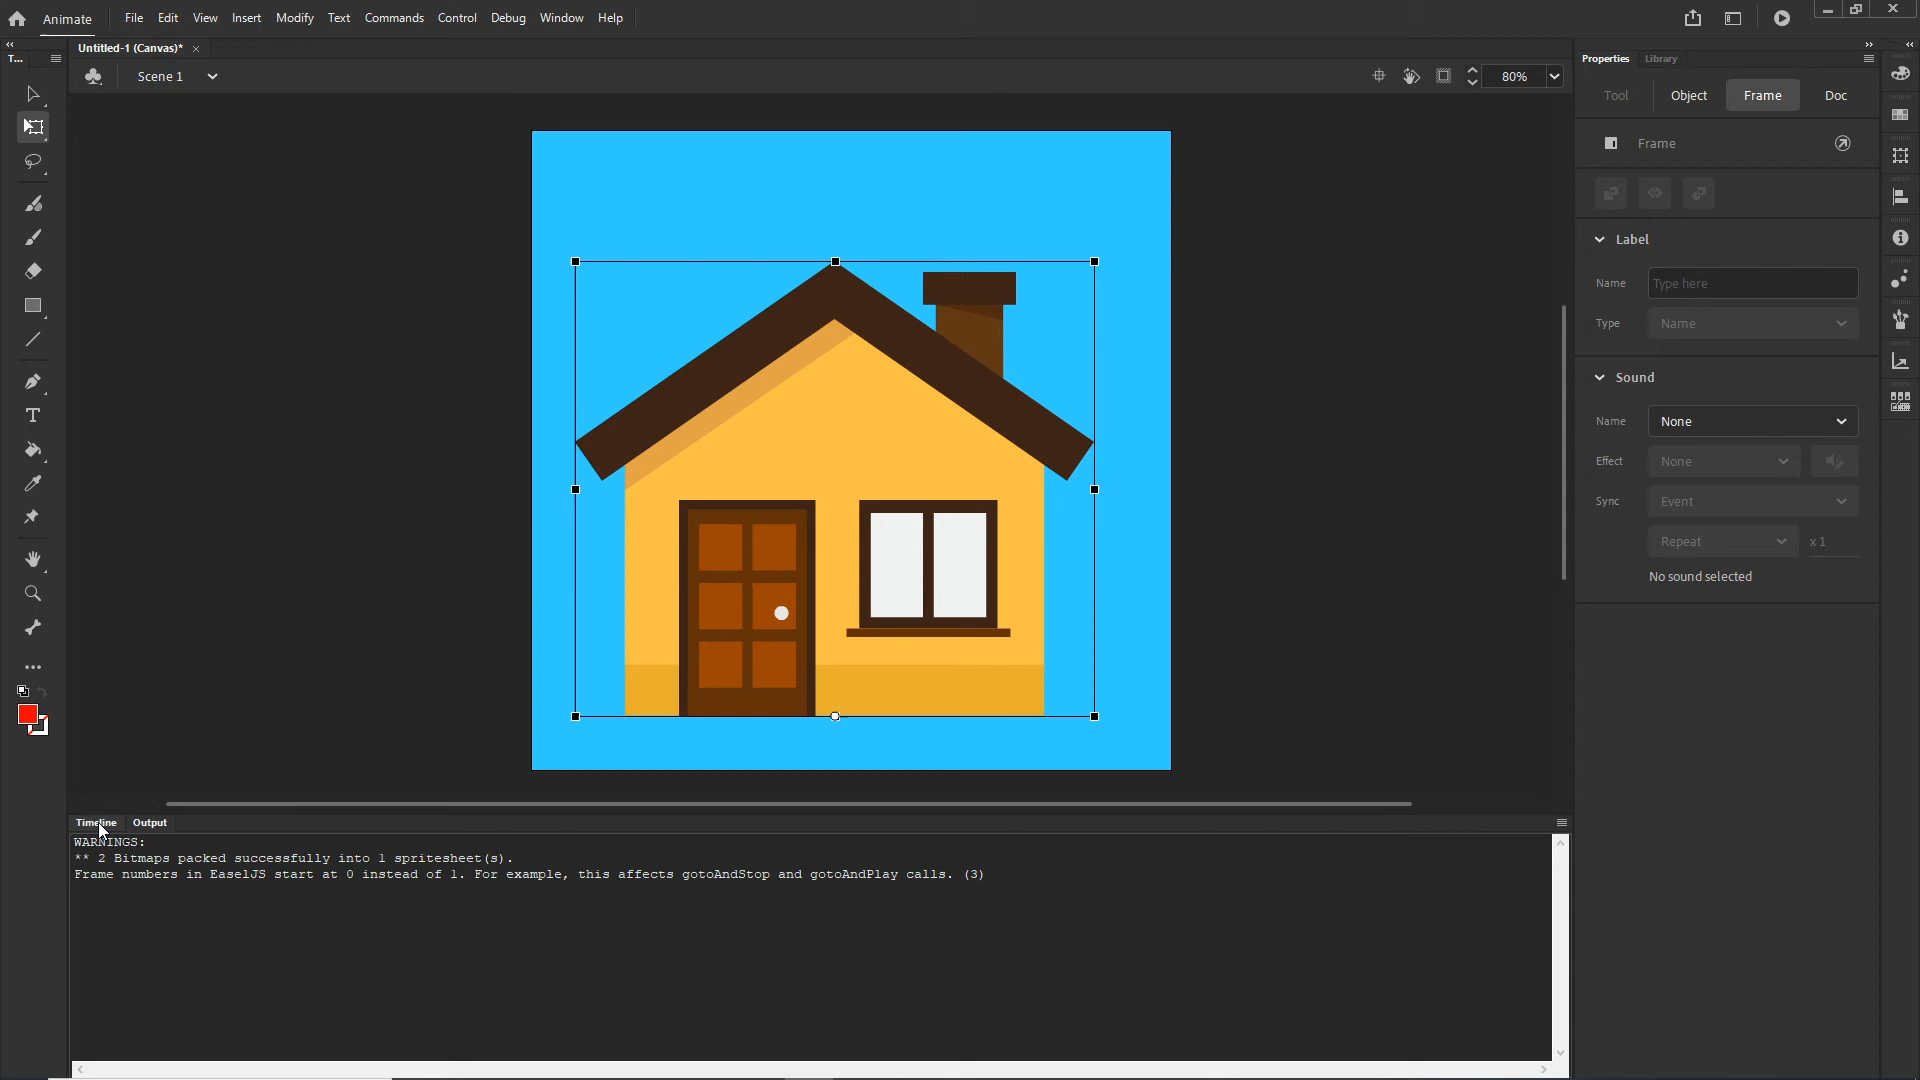 Animate File Edit View Insert Modify Text Commands Control Debug Window Help
Untitled-1 (Canvas)*
T...
Scene 1
80%
Properties Library
Tool Object Frame Doc
Frame
Label
Name Type here
Type Name
Sound
Name None
Effect None
Sync Event
Repeat x 1
No sound selected
T
Timeline Output
WARNINGS:
** 2 Bitmaps packed successfully into 1 spritesheet(s).
Frame numbers in EaselJS start at 0 instead of 1. For example, this affects gotoAndStop and gotoAndPlay calls. (3)